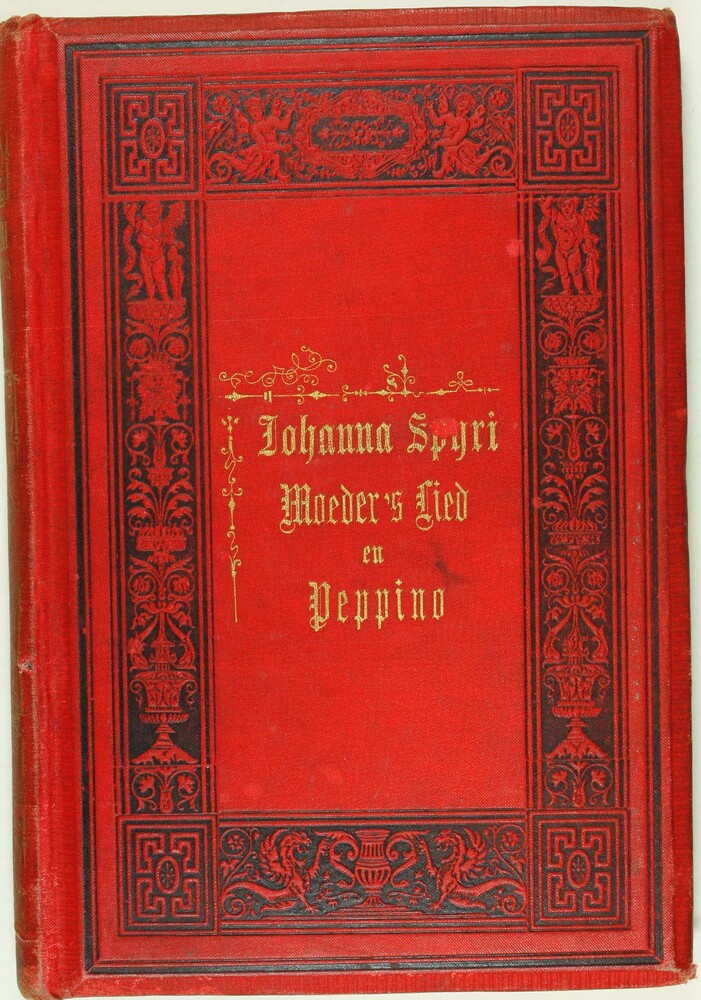 Johanna Spyri
Moeder's Lied
en
Peppino